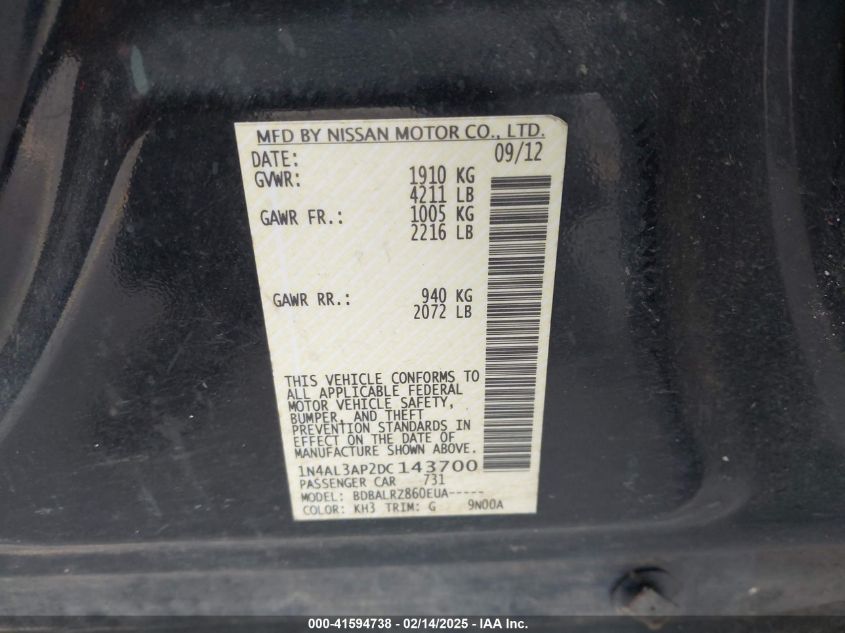 MFD BY NISSAN MOTOR CO., LTD.
DATE: 09/12
GVWR: 1910 KG
4211 LB
GAWR FR.: 1005 KG
2216 LB
GAWR RR.: 940 KG
2072 LB
THIS VEHICLE CONFORMS TO
ALL APPLICABLE FEDERAL
MOTOR VEHICLE SAFETY,
BUMPER, AND THEFT
PREVENTION STANDARDS IN
EFFECT ON THE DATE OF
MANUFACTURE SHOWN ABOVE.
1N4AL3AP2DC143700
PASSENGER CAR 731
MODEL: BDBALRZ860EUA-----
COLOR: KH3 TRIM: G 9N00A
000-41594738 - 02/14/2025 - IAA Inc.